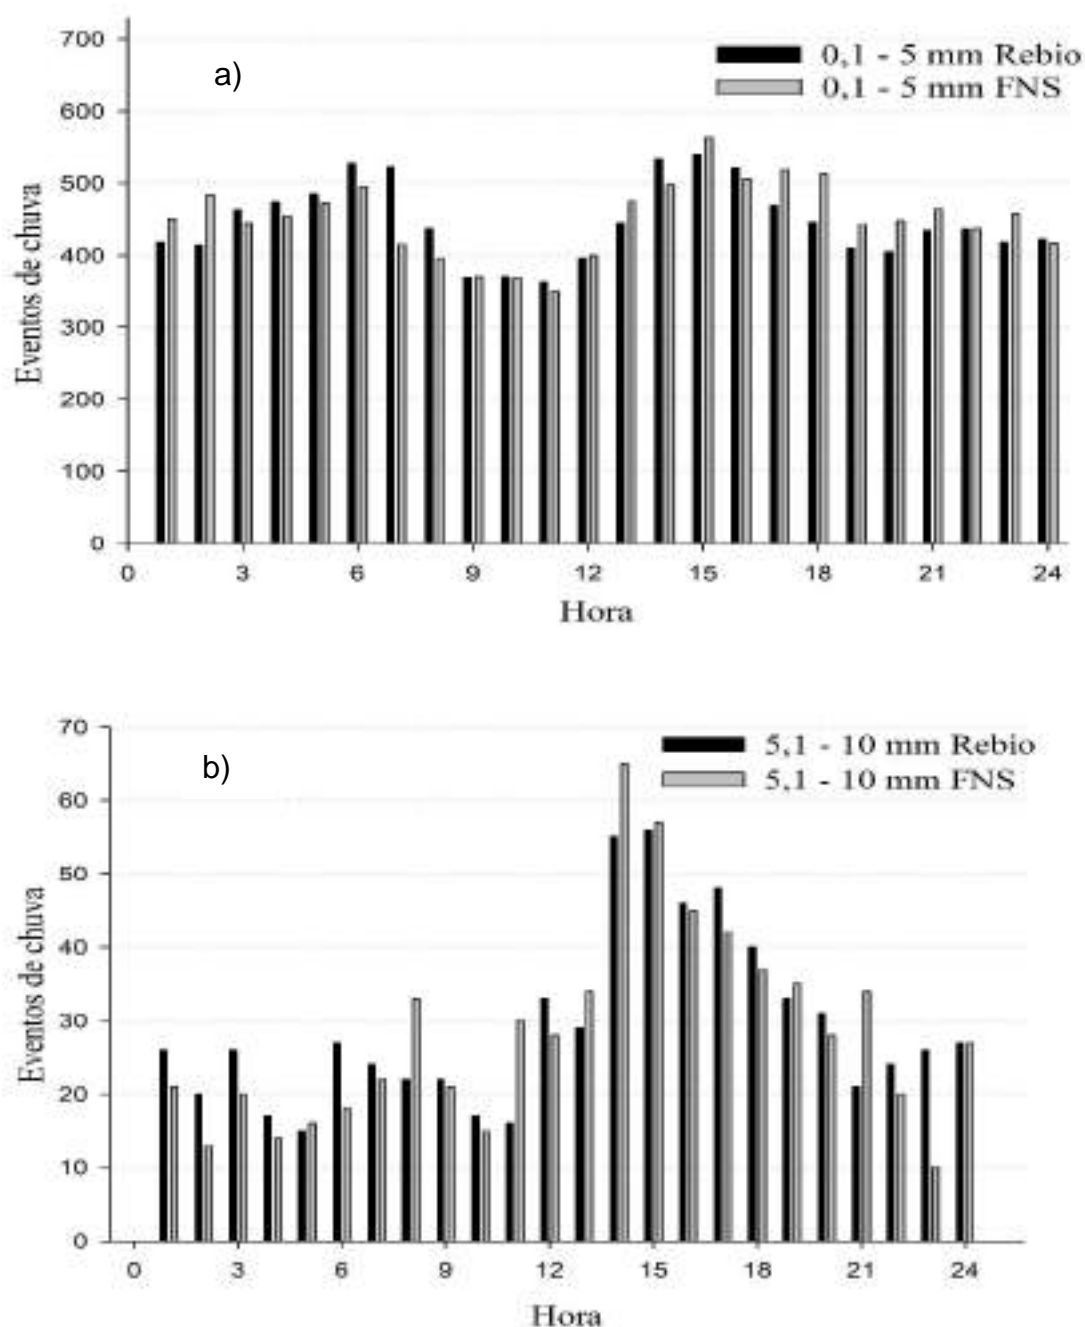 700
0,1 - 5 mm Rebio
a)
0,1 - 5 mm FNS
600
500
400
300
200
100
0
Eventos de chuva
0 3 6 9 12 15 18 21 24
Hora
70
5,1 - 10 mm Rebio
b)
5,1 - 10 mm FNS
60
50
40
30
20
10
0
Eventos de chuva
0 3 6 9 12 15 18 21 24
Hora